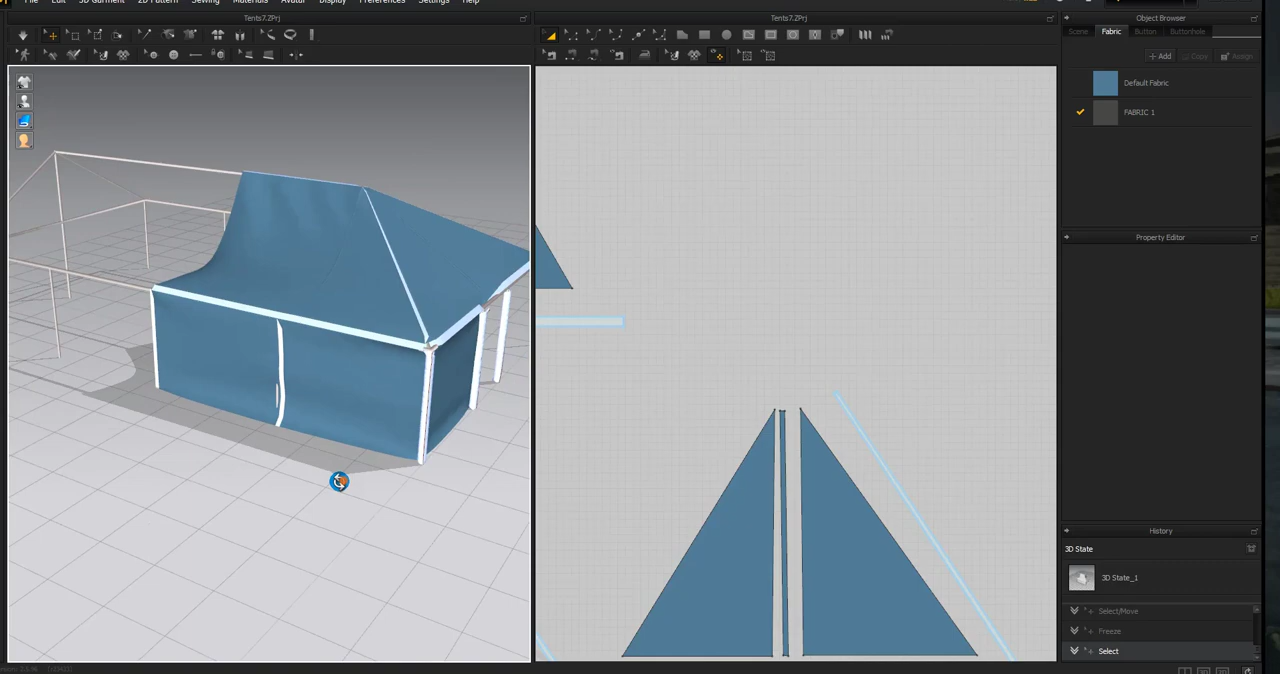 File Edit 3D Garment 2D Pattern Sewing Materials Avatar Display Preferences Settings Help
Tents7.ZPrj
Tents7.ZPrj
Object Browser
Scene Fabric Button Buttonhole
+ Add Copy Assign
Default Fabric
FABRIC 1
Property Editor
History
3D State
3D State_1
Select/Move
Freeze
Select